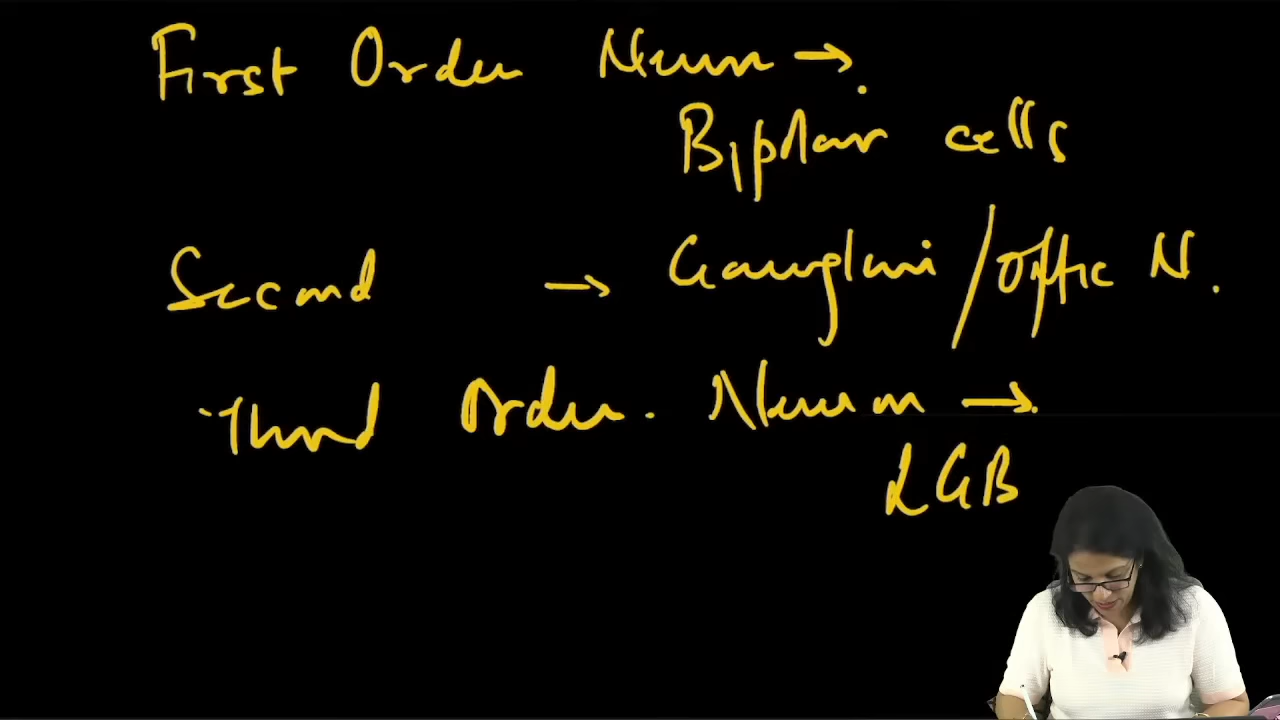 First Order Neuron →
Bipolar cells
Second → Ganglion / Optic N.
Third Order. Neuron →
LGB